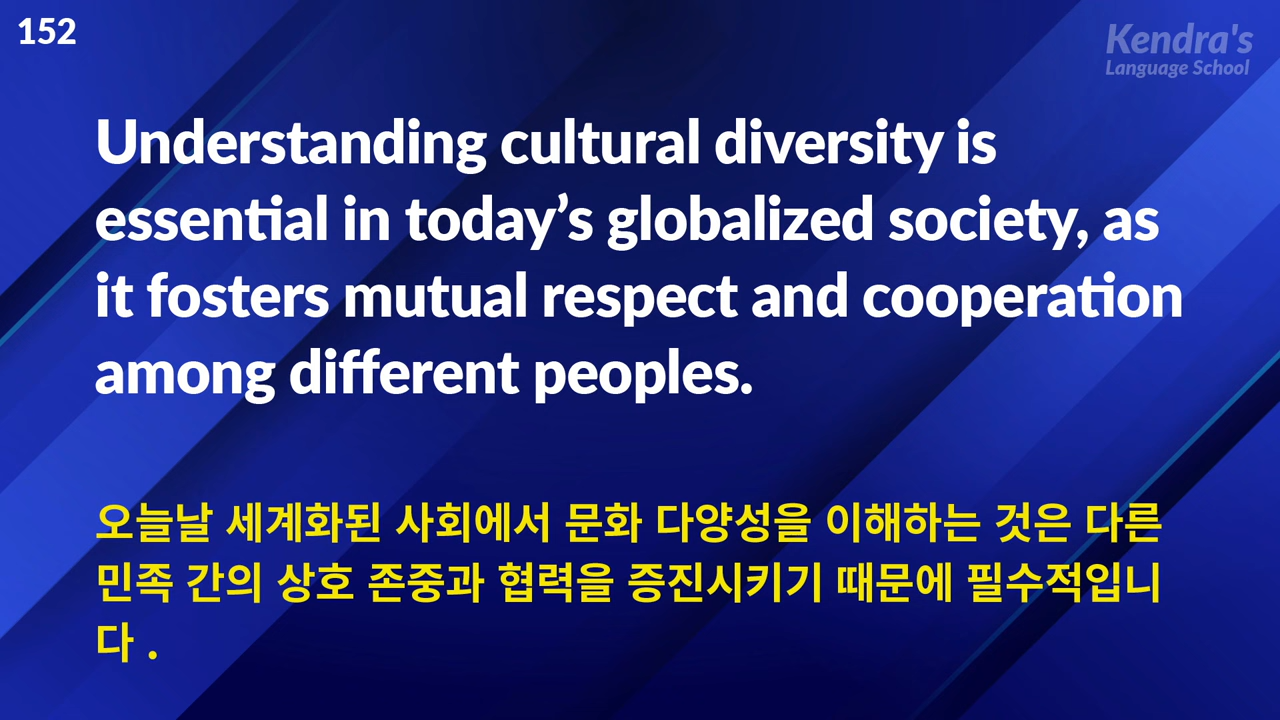 152
Kendra's
Language School
Understanding cultural diversity is
essential in today’s globalized society, as
it fosters mutual respect and cooperation
among different peoples.
오늘날 세계화된 사회에서 문화 다양성을 이해하는 것은 다른
민족 간의 상호 존중과 협력을 증진시키기 때문에 필수적입니
다 .